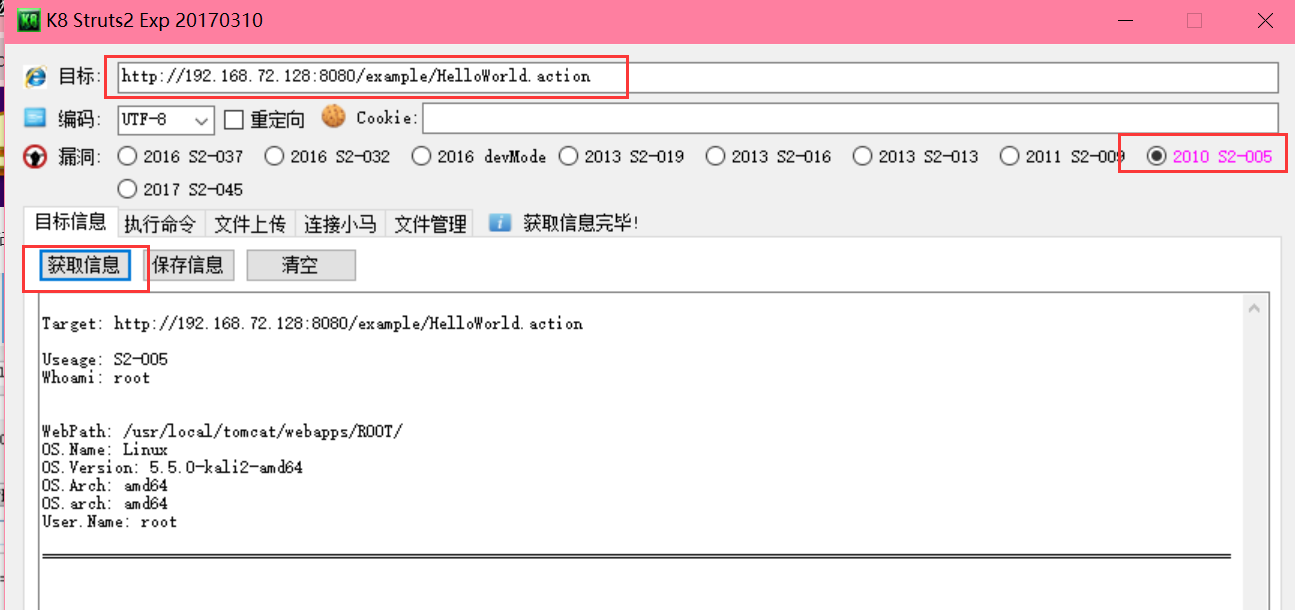 K8 Struts2 Exp 20170310
目标: http://192.168.72.128:8080/example/HelloWorld.action
编码: UTF-8 重定向 Cookie:
漏洞: 2016 S2-037 2016 S2-032 2016 devMode 2013 S2-019 2013 S2-016 2013 S2-013 2011 S2-009 2010 S2-005
2017 S2-045
目标信息 执行命令 文件上传 连接小马 文件管理 获取信息完毕!
获取信息 保存信息 清空
Target: http://192.168.72.128:8080/example/HelloWorld.action
Useage: S2-005
Whoami: root
WebPath: /usr/local/tomcat/webapps/ROOT/
OS.Name: Linux
OS.Version: 5.5.0-kali2-amd64
OS.Arch: amd64
OS.arch: amd64
User.Name: root